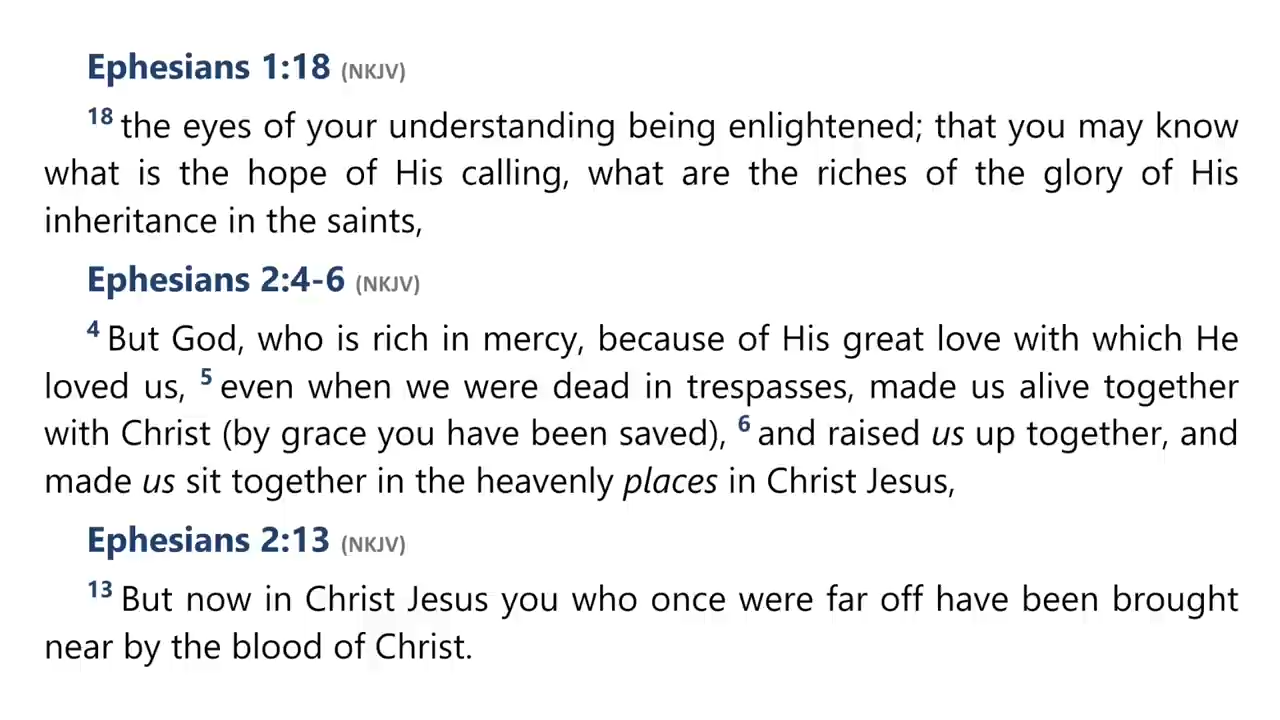 Ephesians 1:18 (NKJV)
18 the eyes of your understanding being enlightened; that you may know
what is the hope of His calling, what are the riches of the glory of His
inheritance in the saints,
Ephesians 2:4-6 (NKJV)
4 But God, who is rich in mercy, because of His great love with which He
loved us, 5 even when we were dead in trespasses, made us alive together
with Christ (by grace you have been saved), 6 and raised us up together, and
made us sit together in the heavenly places in Christ Jesus,
Ephesians 2:13 (NKJV)
13 But now in Christ Jesus you who once were far off have been brought
near by the blood of Christ.